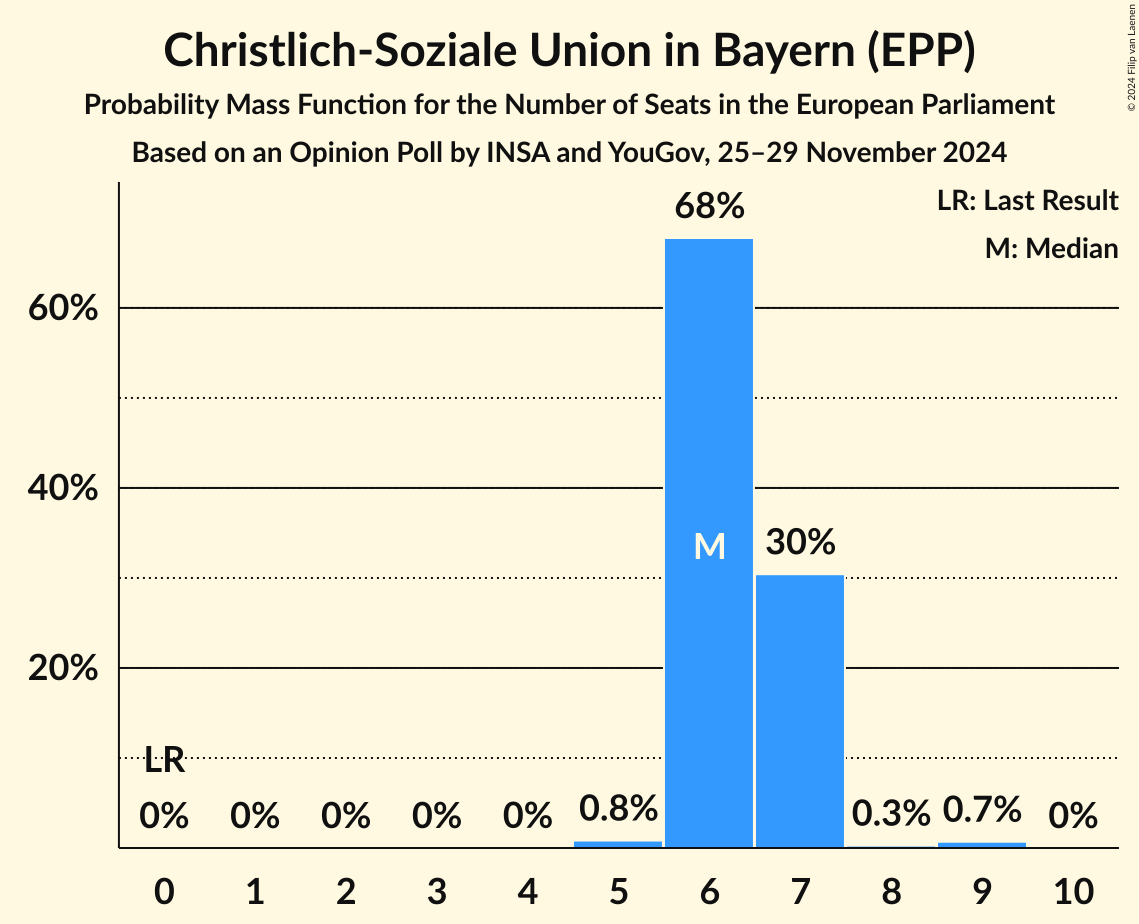 Christlich-Soziale Union in Bayern (EPP)
Probability Mass Function for the Number of Seats in the European Parliament
Based on an Opinion Poll by INSA and YouGov, 25–29 November 2024
© 2024 Filip van Laenen
LR: Last Result
M: Median
68%
60%
40%
M
30%
20%
LR
0% 0% 0% 0% 0% 0.8% 0.3% 0.7% 0%
0 1 2 3 4 5 6 7 8 9 10